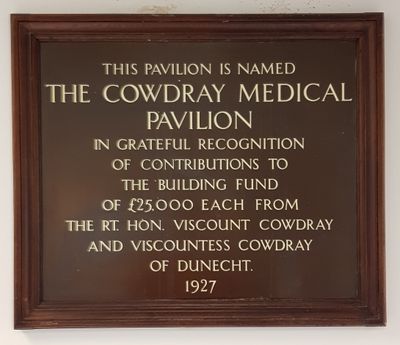 THIS PAVILION IS NAMED
THE COWDRAY MEDICAL
PAVILION
IN GRATEFUL RECOGNITION
OF CONTRIBUTIONS TO
THE BUILDING FUND
OF £25,000 EACH FROM
THE RT. HON. VISCOUNT COWDRAY
AND VISCOUNTESS COWDRAY
OF DUNECHT.
1927